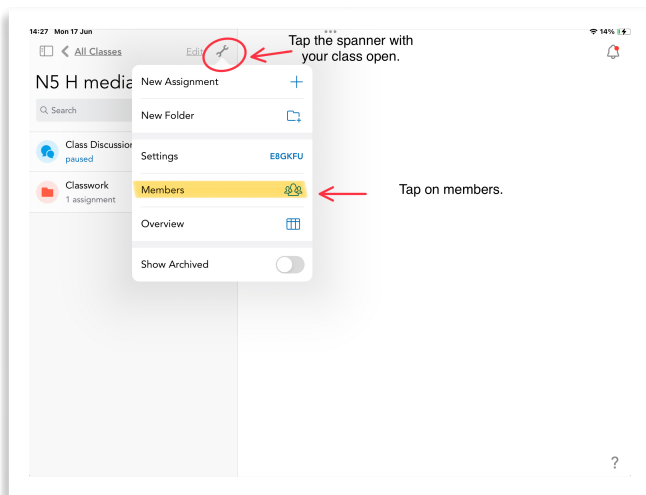 14:27 Mon 17 Jun
14%
Tap the spanner with
your class open.
All Classes
Edit
N5 H media
New Assignment
Search
New Folder
Class Discussion
paused
Settings
E8GKFU
Classwork
1 assignment
Members
Tap on members.
Overview
Show Archived
?